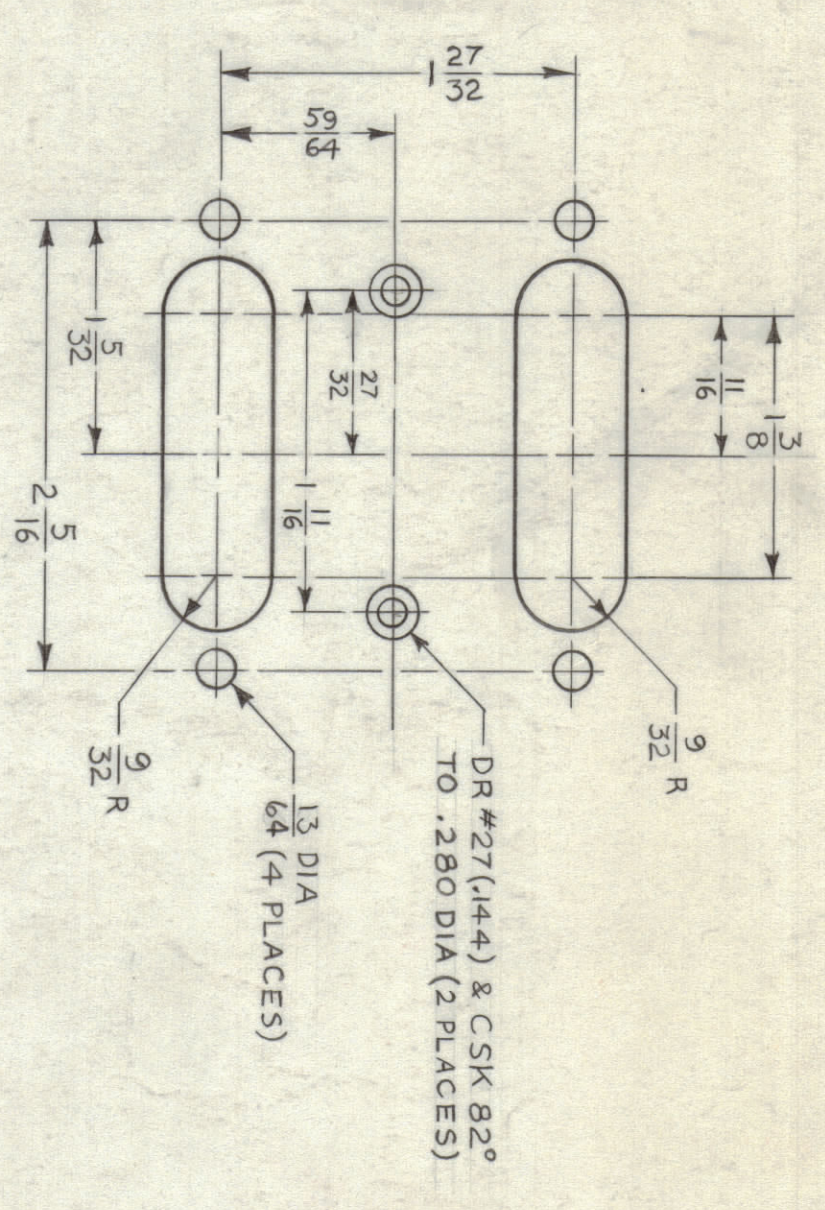 1 27/32
59/64
1 5/32
2 5/16
27/32
1 11/16
11/16
1 3/8
9/32 R
9/32 R
13/64 DIA
(4 PLACES)
DR #27 (.144) & CSK 82°
TO .280 DIA (2 PLACES)